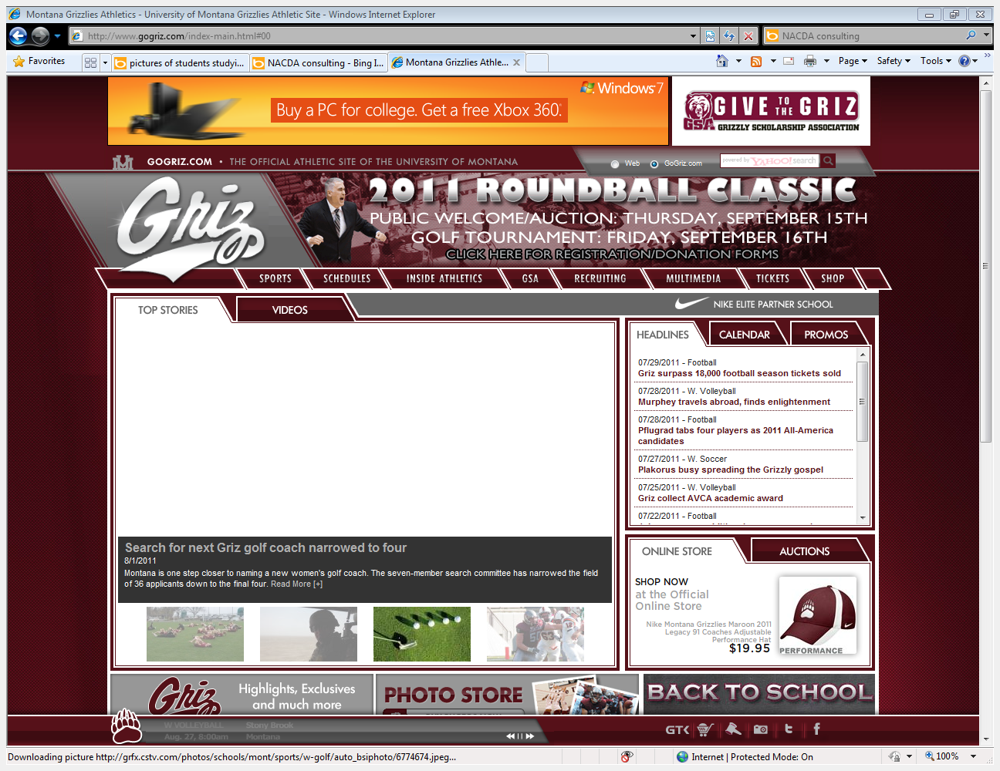 Montana Grizzlies Athletics - University of Montana Grizzlies Athletic Site - Windows Internet Explorer
http://www.gogriz.com/index-main.html#00
NACDA consulting
Favorites
pictures of students studyi...
NACDA consulting - Bing I...
Montana Grizzlies Athle...
Page
Safety
Tools
Windows 7
Buy a PC for college. Get a free Xbox 360.
GIVE TO THE GRIZ
GSA
GRIZZLY SCHOLARSHIP ASSOCIATION
M
GOGRIZ.COM • THE OFFICIAL ATHLETIC SITE OF THE UNIVERSITY OF MONTANA
Web
GoGriz.com
powered by YAHOO! search
Griz
2011 ROUNDBALL CLASSIC
PUBLIC WELCOME/AUCTION: THURSDAY, SEPTEMBER 15TH
GOLF TOURNAMENT: FRIDAY, SEPTEMBER 16TH
CLICK HERE FOR REGISTRATION/DONATION FORMS
SPORTS
SCHEDULES
INSIDE ATHLETICS
GSA
RECRUITING
MULTIMEDIA
TICKETS
SHOP
TOP STORIES
VIDEOS
NIKE ELITE PARTNER SCHOOL
HEADLINES
CALENDAR
PROMOS
07/29/2011 - Football
Griz surpass 18,000 football season tickets sold
07/28/2011 - W. Volleyball
Murphey travels abroad, finds enlightenment
07/28/2011 - Football
Pflugrad tabs four players as 2011 All-America
candidates
07/27/2011 - W. Soccer
Plakorus busy spreading the Grizzly gospel
07/25/2011 - W. Volleyball
Griz collect AVCA academic award
07/22/2011 - Football
Search for next Griz golf coach narrowed to four
8/1/2011
Montana is one step closer to naming a new women's golf coach. The seven-member search committee has narrowed the field
of 36 applicants down to the final four. Read More [+]
ONLINE STORE
AUCTIONS
SHOP NOW
at the Official
Online Store
Nike Montana Grizzlies Maroon 2011
Legacy 91 Coaches Adjustable
Performance Hat
$19.95
PERFORMANCE
Griz
Highlights, Exclusives
and much more
PHOTO STORE
BACK TO SCHOOL
W VOLLEYBALL
Stony Brook
Aug. 27, 8:00am
Montana
GTK
Downloading picture http://grfx.cstv.com/photos/schools/mont/sports/w-golf/auto_bsiphoto/6774674.jpeg...
Internet | Protected Mode: On
100%